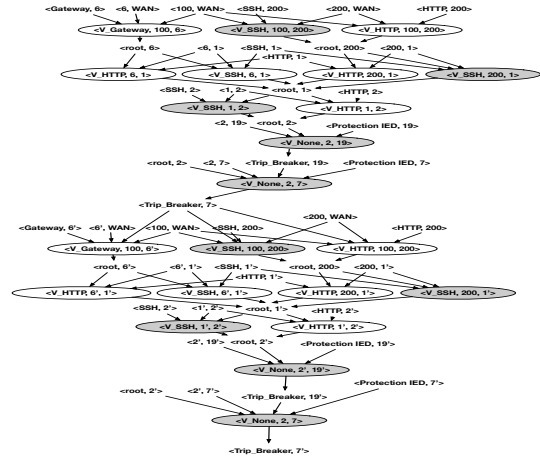 <Gateway, 6> <6, WAN> <100, WAN> <SSH, 200> <200, WAN> <HTTP, 200>
<V_Gateway, 100, 6> <V_SSH, 100, 200> <V_HTTP, 100, 200>
<root, 6> <6, 1> <SSH, 1> <root, 200> <200, 1>
<HTTP, 1>
<V_HTTP, 6, 1> <V_SSH, 6, 1> <V_HTTP, 200, 1> <V_SSH, 200, 1>
<SSH, 2> <1, 2> <root, 1> <HTTP, 2>
<V_SSH, 1, 2> <V_HTTP, 1, 2>
<2, 19> <root, 2> <Protection IED, 19>
<V_None, 2, 19>
<root, 2> <2, 7> <Trip_Breaker, 19> <Protection IED, 7>
<V_None, 2, 7>
<Trip_Breaker, 7>
<Gateway, 6'> <6', WAN> <100, WAN> <SSH, 200> <200, WAN> <HTTP, 200>
<V_Gateway, 100, 6'> <V_SSH, 100, 200> <V_HTTP, 100, 200>
<root, 6'> <6', 1'> <SSH, 1'> <root, 200> <200, 1'>
<HTTP, 1'>
<V_HTTP, 6', 1'> <V_SSH, 6', 1'> <V_HTTP, 200, 1'> <V_SSH, 200, 1'>
<SSH, 2'> <1', 2'> <root, 1'> <HTTP, 2'>
<V_SSH, 1', 2'> <V_HTTP, 1', 2'>
<2', 19'> <root, 2'> <Protection IED, 19'>
<V_None, 2', 19'>
<root, 2'> <2', 7'> <Trip_Breaker, 19'> <Protection IED, 7'>
<V_None, 2, 7>
<Trip_Breaker, 7'>